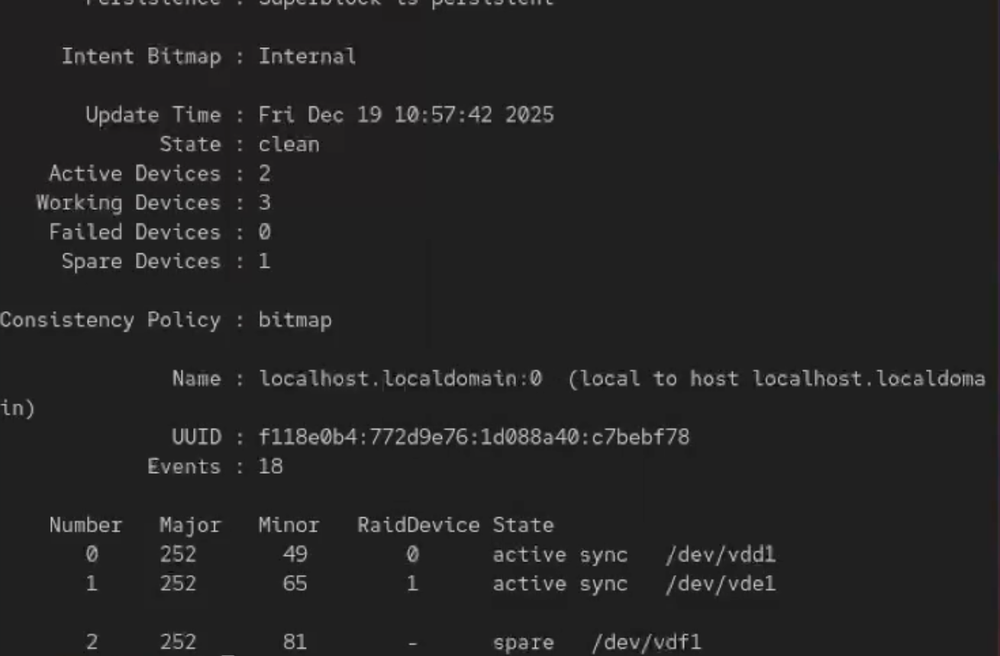 Persistence : Superblock is persistent
Intent Bitmap : Internal
Update Time : Fri Dec 19 10:57:42 2025
State : clean
Active Devices : 2
Working Devices : 3
Failed Devices : 0
Spare Devices : 1
Consistency Policy : bitmap
Name : localhost.localdomain:0  (local to host localhost.localdoma
in)
UUID : f118e0b4:772d9e76:1d088a40:c7bebf78
Events : 18
Number   Major   Minor   RaidDevice State
0     252       49        0      active sync   /dev/vdd1
1     252       65        1      active sync   /dev/vde1
2     252       81        -      spare   /dev/vdf1